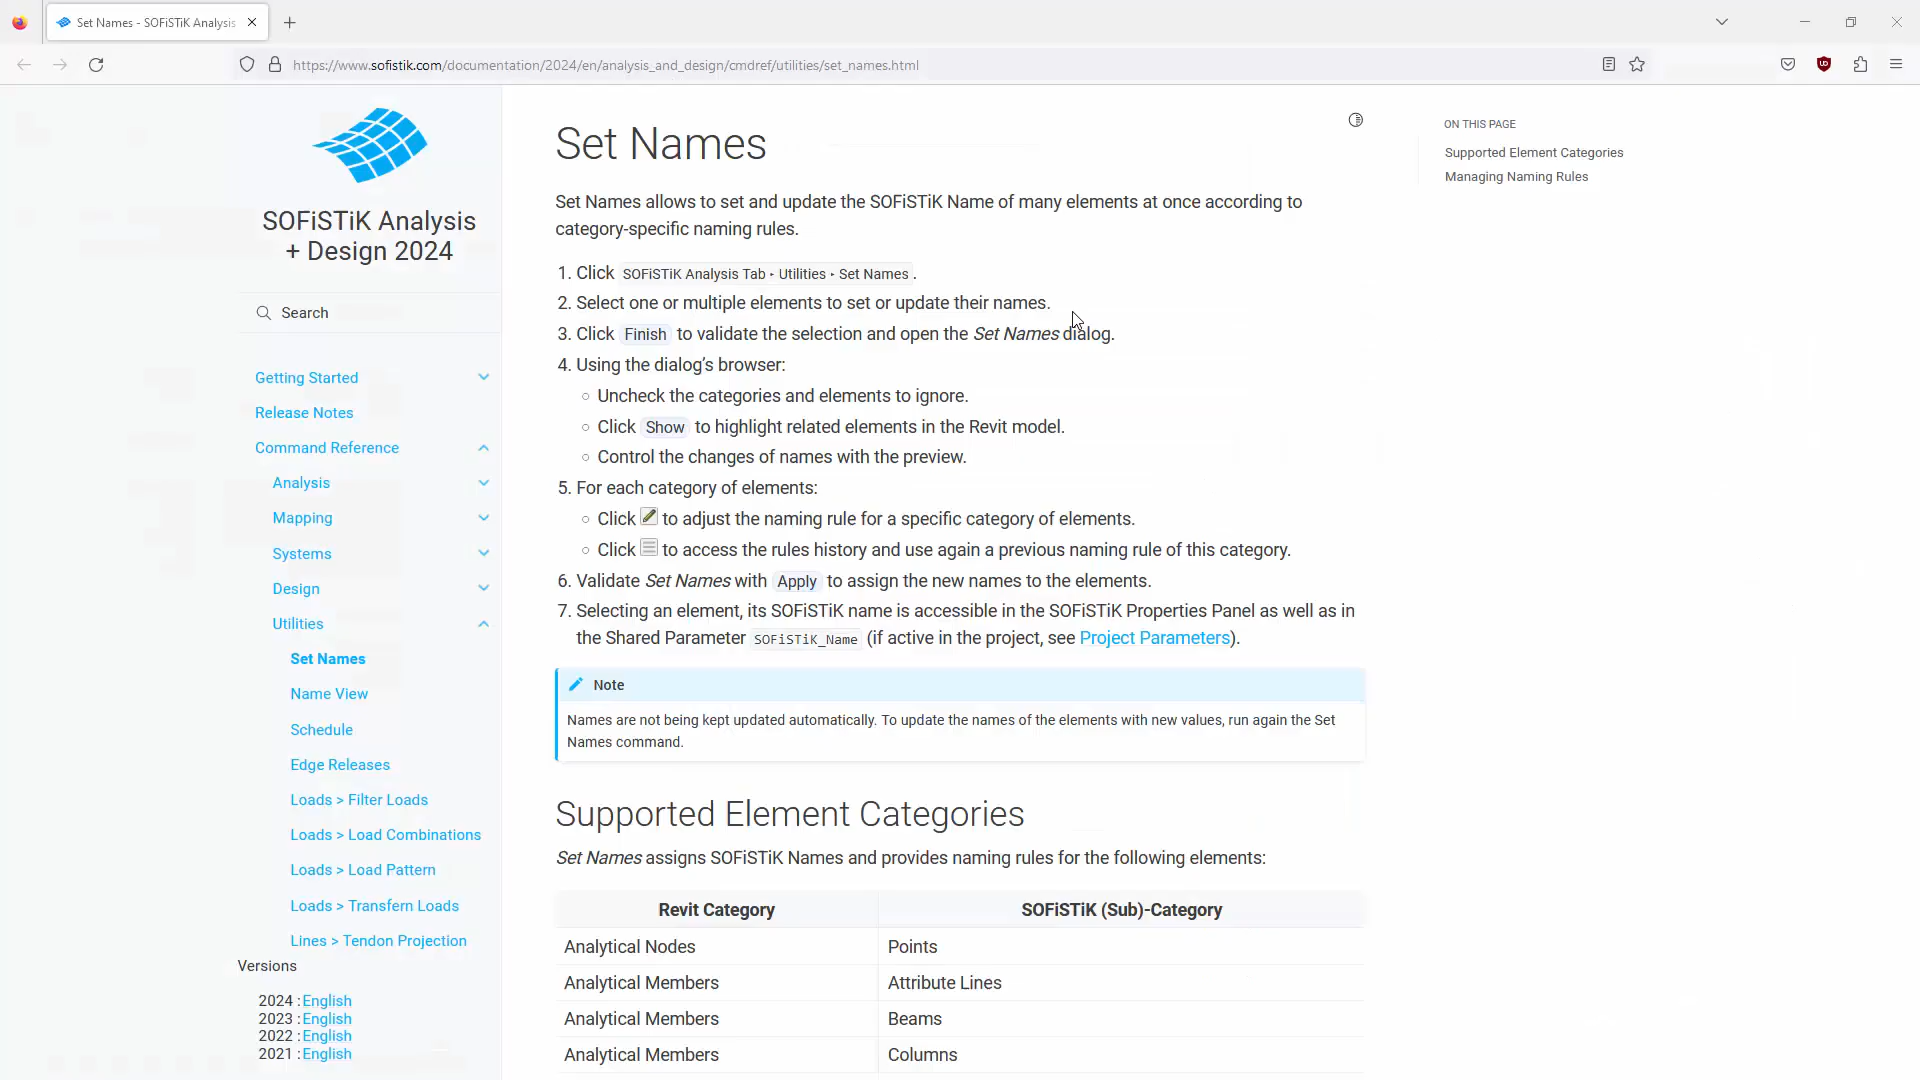 Set Names - SOFiSTiK Analysis
https://www.sofistik.com/documentation/2024/en/analysis_and_design/cmdref/utilities/set_names.html
SOFiSTiK Analysis
+ Design 2024
Search
Getting Started
Release Notes
Command Reference
Analysis
Mapping
Systems
Design
Utilities
Set Names
Name View
Schedule
Edge Releases
Loads > Filter Loads
Loads > Load Combinations
Loads > Load Pattern
Loads > Transfern Loads
Lines > Tendon Projection
Versions
2024 : English
2023 : English
2022 : English
2021 : English
Set Names
Set Names allows to set and update the SOFiSTiK Name of many elements at once according to
category-specific naming rules.
1. Click SOFiSTiK Analysis Tab ‣ Utilities ‣ Set Names .
2. Select one or multiple elements to set or update their names.
3. Click Finish to validate the selection and open the Set Names dialog.
4. Using the dialog’s browser:
○ Uncheck the categories and elements to ignore.
○ Click Show to highlight related elements in the Revit model.
○ Control the changes of names with the preview.
5. For each category of elements:
○ Click to adjust the naming rule for a specific category of elements.
○ Click to access the rules history and use again a previous naming rule of this category.
6. Validate Set Names with Apply to assign the new names to the elements.
7. Selecting an element, its SOFiSTiK name is accessible in the SOFiSTiK Properties Panel as well as in
the Shared Parameter SOFiSTiK_Name (if active in the project, see Project Parameters).
Note
Names are not being kept updated automatically. To update the names of the elements with new values, run again the Set
Names command.
Supported Element Categories
Set Names assigns SOFiSTiK Names and provides naming rules for the following elements:
Revit Category SOFiSTiK (Sub)-Category
Analytical Nodes Points
Analytical Members Attribute Lines
Analytical Members Beams
Analytical Members Columns
ON THIS PAGE
Supported Element Categories
Managing Naming Rules